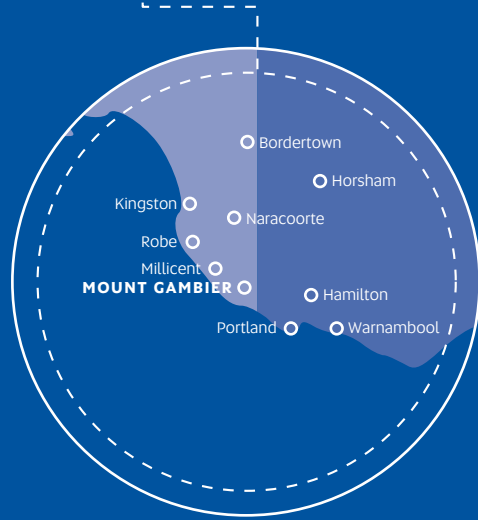 Bordertown
Horsham
Kingston
Naracoorte
Robe
Millicent
MOUNT GAMBIER
Hamilton
Portland
Warnambool